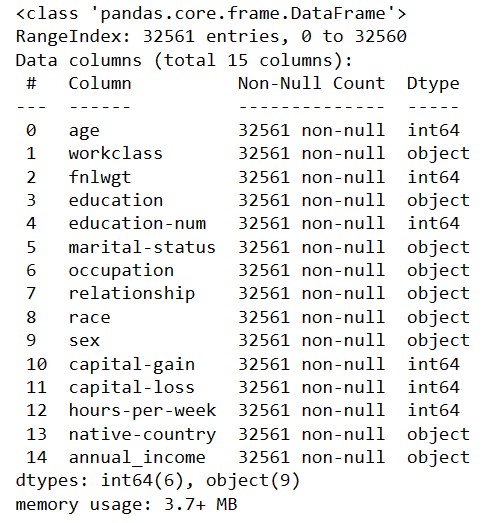 <class 'pandas.core.frame.DataFrame'>
RangeIndex: 32561 entries, 0 to 32560
Data columns (total 15 columns):
 #   Column          Non-Null Count  Dtype
---  ------          --------------  -----
 0   age             32561 non-null  int64
 1   workclass       32561 non-null  object
 2   fnlwgt          32561 non-null  int64
 3   education       32561 non-null  object
 4   education-num   32561 non-null  int64
 5   marital-status  32561 non-null  object
 6   occupation      32561 non-null  object
 7   relationship    32561 non-null  object
 8   race            32561 non-null  object
 9   sex             32561 non-null  object
 10  capital-gain    32561 non-null  int64
 11  capital-loss    32561 non-null  int64
 12  hours-per-week  32561 non-null  int64
 13  native-country  32561 non-null  object
 14  annual_income   32561 non-null  object
dtypes: int64(6), object(9)
memory usage: 3.7+ MB